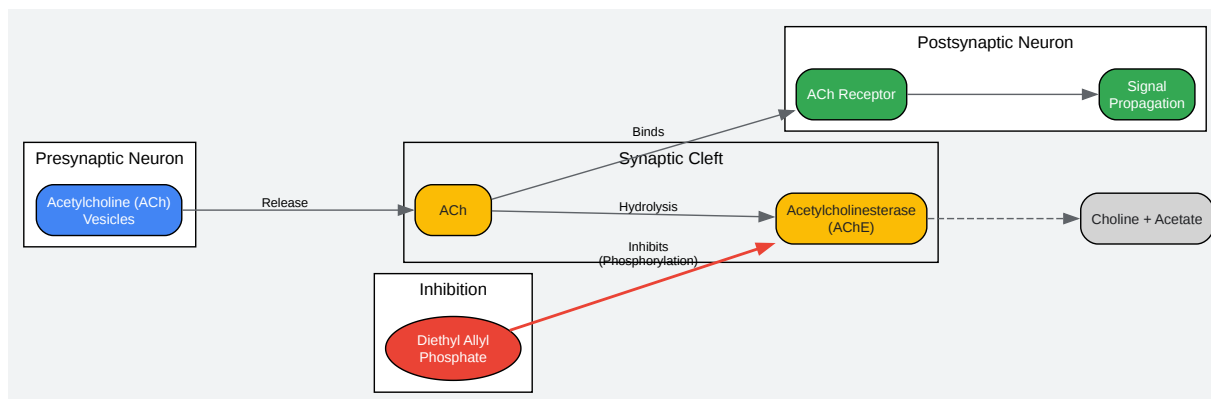 Postsynaptic Neuron
ACh Receptor
Signal
Propagation
Binds
Presynaptic Neuron
Acetylcholine (ACh)
Vesicles
Release
Synaptic Cleft
ACh
Hydrolysis
Acetylcholinesterase
(AChE)
Choline + Acetate
Inhibits
(Phosphorylation)
Inhibition
Diethyl Allyl
Phosphate